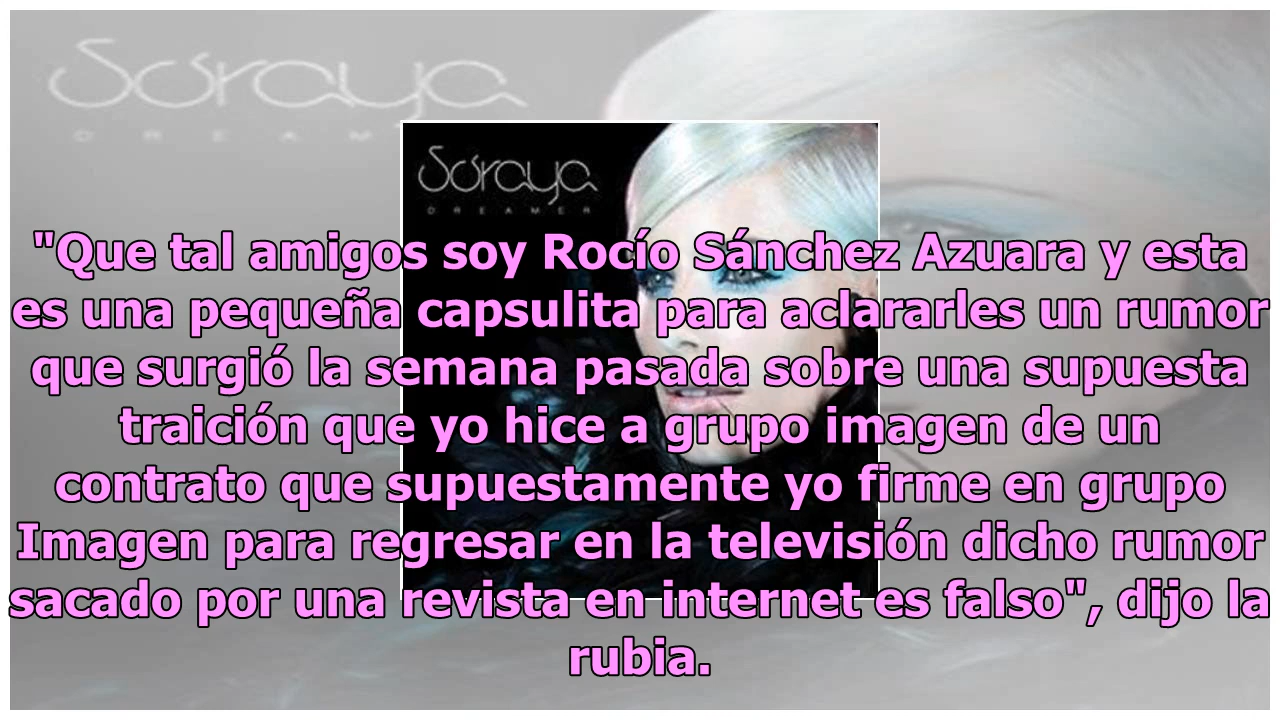 Soraya
DREAMER
Soraya
DREAMER
"Que tal amigos soy Rocío Sánchez Azuara y esta
es una pequeña capsulita para aclararles un rumor
que surgió la semana pasada sobre una supuesta
traición que yo hice a grupo imagen de un
contrato que supuestamente yo firme en grupo
Imagen para regresar en la televisión dicho rumor
sacado por una revista en internet es falso", dijo la
rubia.